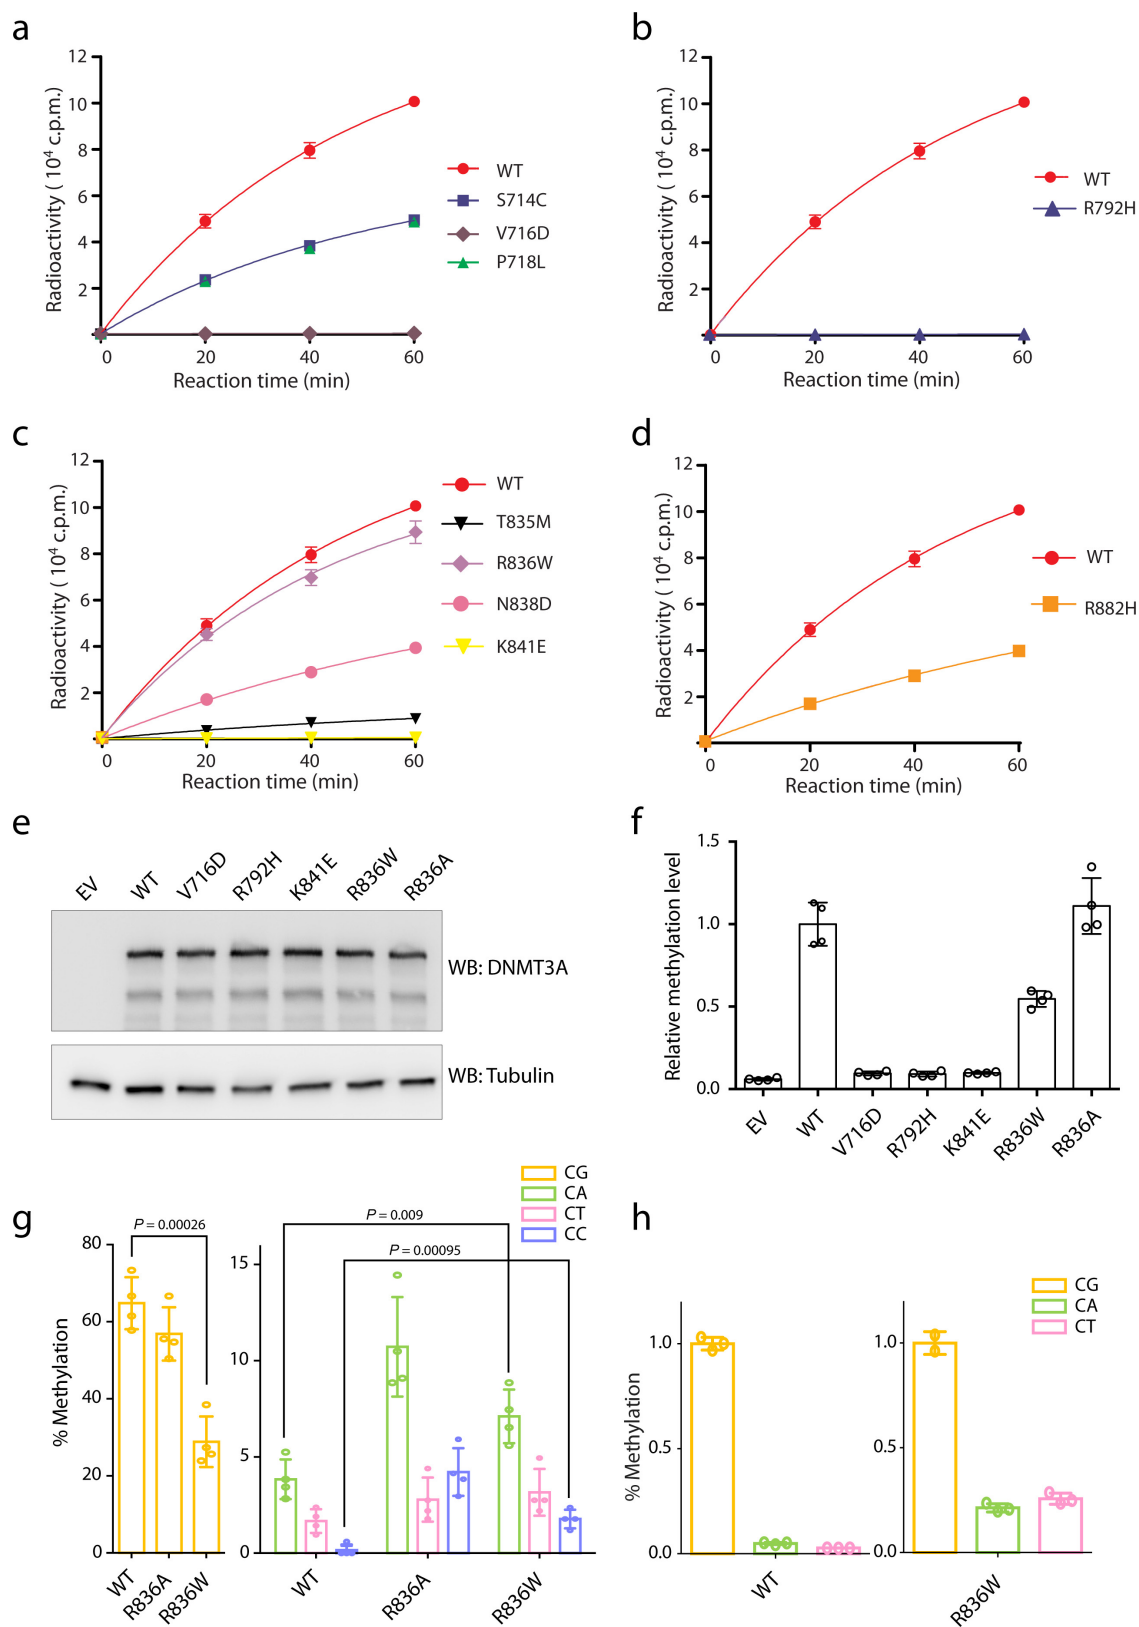 a
12
10
8
6
4
2
0
20
40
60
Radioactivity ( 10⁴ c.p.m.)
Reaction time (min)
WT
S714C
V716D
P718L
b
12
10
8
6
4
2
0
20
40
60
Radioactivity ( 10⁴ c.p.m.)
Reaction time (min)
WT
R792H
c
12
10
8
6
4
2
0
20
40
60
Radioactivity ( 10⁴ c.p.m.)
Reaction time (min)
WT
T835M
R836W
N838D
K841E
d
12
10
8
6
4
2
0
20
40
60
Radioactivity ( 10⁴ c.p.m.)
Reaction time (min)
WT
R882H
e
EV
WT
V716D
R792H
K841E
R836W
R836A
WB: DNMT3A
WB: Tubulin
f
1.5
1.0
0.5
0.0
Relative methylation level
EV
WT
V716D
R792H
K841E
R836W
R836A
g
CG
CA
CT
CC
P = 0.00026
P = 0.009
P = 0.00095
80
60
40
20
0
% Methylation
WT
R836A
R836W
15
10
5
0
WT
R836A
R836W
h
CG
CA
CT
1.0
0.5
0.0
% Methylation
WT
1.0
0.5
0.0
R836W